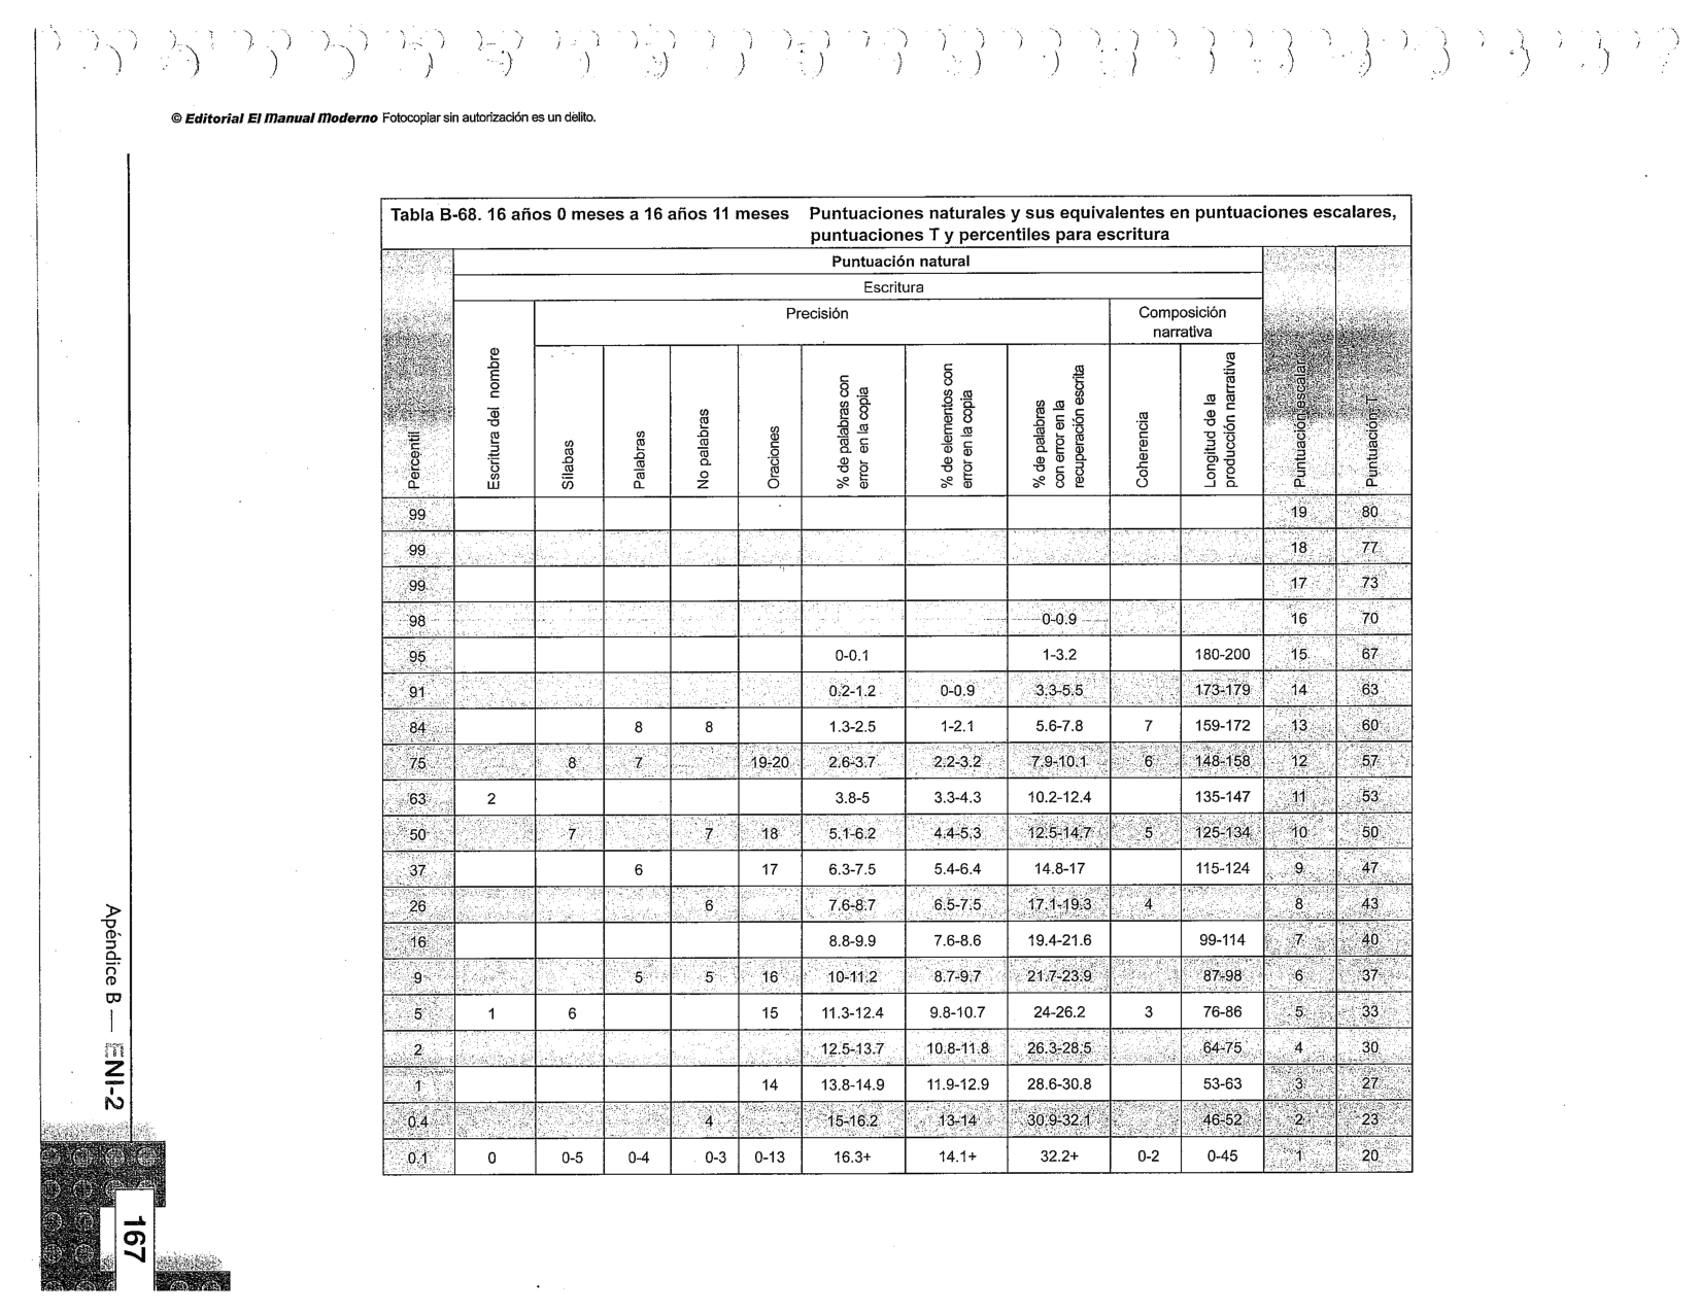 © Editorial El Manual Moderno Fotocopiar sin autorización es un delito.
Tabla B-68. 16 años 0 meses a 16 años 11 meses Puntuaciones naturales y sus equivalentes en puntuaciones escalares,
puntuaciones T y percentiles para escritura
Puntuación natural
Escritura
Precisión
Composición
narrativa
Percentil
Escritura del nombre
Sílabas
Palabras
No palabras
Oraciones
% de palabras con
error en la copia
% de elementos con
error en la copia
% de palabras
con error en la
recuperación escrita
Coherencia
Longitud de la
producción narrativa
Puntuación escalar
Puntuación T
99 19 80
99 18 77
99 17 73
98 0-0.9 16 70
95 0-0.1 1-3.2 180-200 15 67
91 0.2-1.2 0-0.9 3.3-5.5 173-179 14 63
84 8 8 1.3-2.5 1-2.1 5.6-7.8 7 159-172 13 60
75 8 7 19-20 2.6-3.7 2.2-3.2 7.9-10.1 6 148-158 12 57
63 2 3.8-5 3.3-4.3 10.2-12.4 135-147 11 53
50 7 7 18 5.1-6.2 4.4-5.3 12.5-14.7 5 125-134 10 50
37 6 17 6.3-7.5 5.4-6.4 14.8-17 115-124 9 47
26 6 7.6-8.7 6.5-7.5 17.1-19.3 4 8 43
16 8.8-9.9 7.6-8.6 19.4-21.6 99-114 7 40
9 5 5 16 10-11.2 8.7-9.7 21.7-23.9 87-98 6 37
5 1 6 15 11.3-12.4 9.8-10.7 24-26.2 3 76-86 5 33
2 12.5-13.7 10.8-11.8 26.3-28.5 64-75 4 30
1 14 13.8-14.9 11.9-12.9 28.6-30.8 53-63 3 27
0.4 4 15-16.2 13-14 30.9-32.1 46-52 2 23
0.1 0 0-5 0-4 0-3 0-13 16.3+ 14.1+ 32.2+ 0-2 0-45 1 20
Apéndice B — ENI-2
167